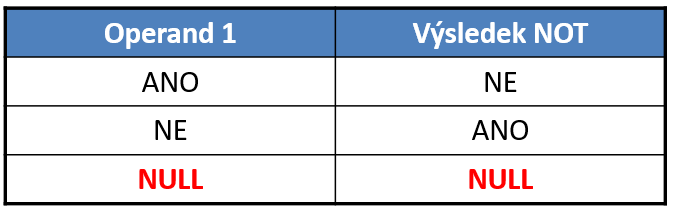 Operand 1 Výsledek NOT
ANO NE
NE ANO
NULL NULL